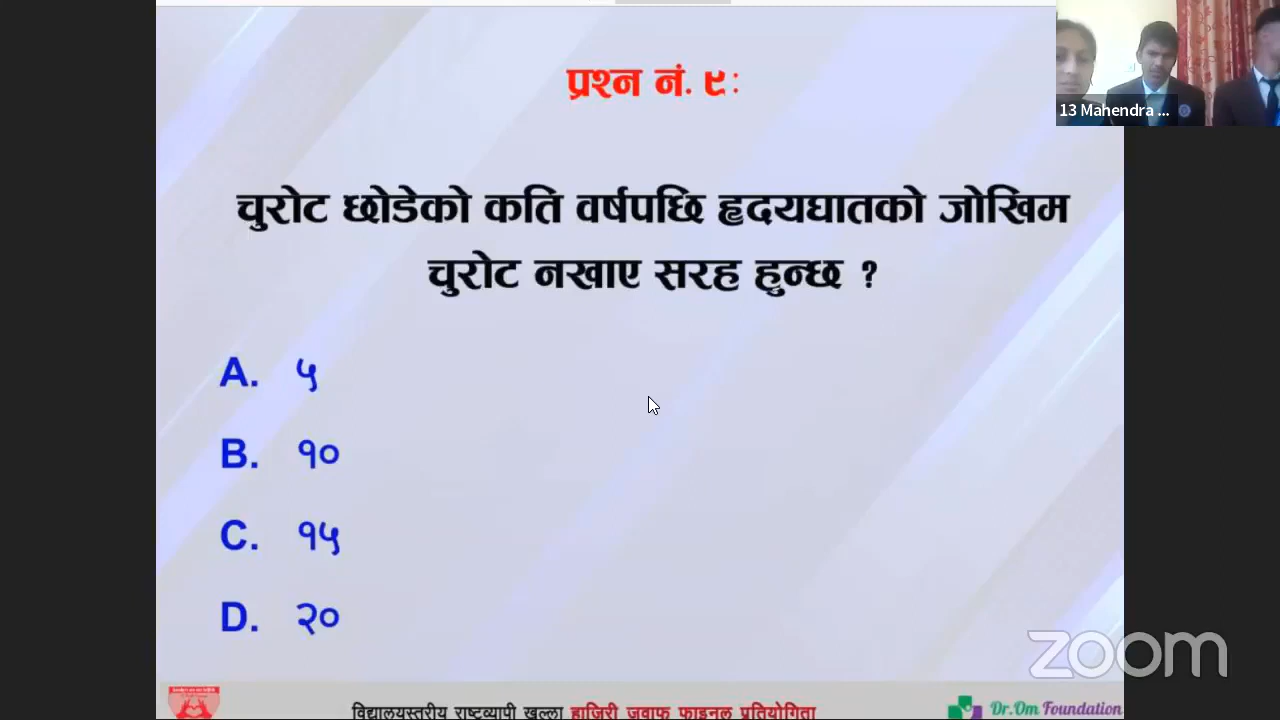 प्रश्न नं. ९:
चुरोट छोडेको कति वर्षपछि हृदयघातको जोखिम
चुरोट नखाए सरह हुन्छ ?
A. ५
B. १०
C. १५
D. २०
13 Mahendra ...
zoom
विद्यालयस्तरीय राष्ट्रव्यापी खुल्ला हाजिरी जवाफ फाइनल प्रतियोगिता
Dr.Om Foundation